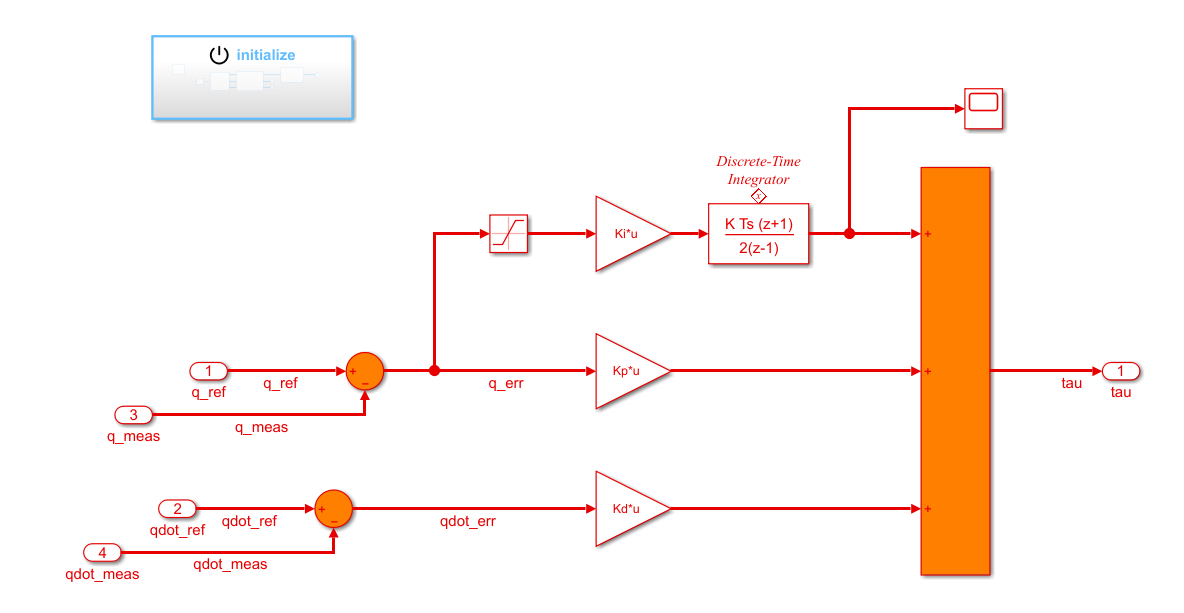 initialize
Discrete-Time
Integrator
x
K Ts (z+1)
2(z-1)
Ki*u
+
1
q_ref
q_ref
+
−
q_err
Kp*u
+
tau
1
tau
3
q_meas
q_meas
2
qdot_ref
qdot_ref
+
−
qdot_err
Kd*u
+
4
qdot_meas
qdot_meas